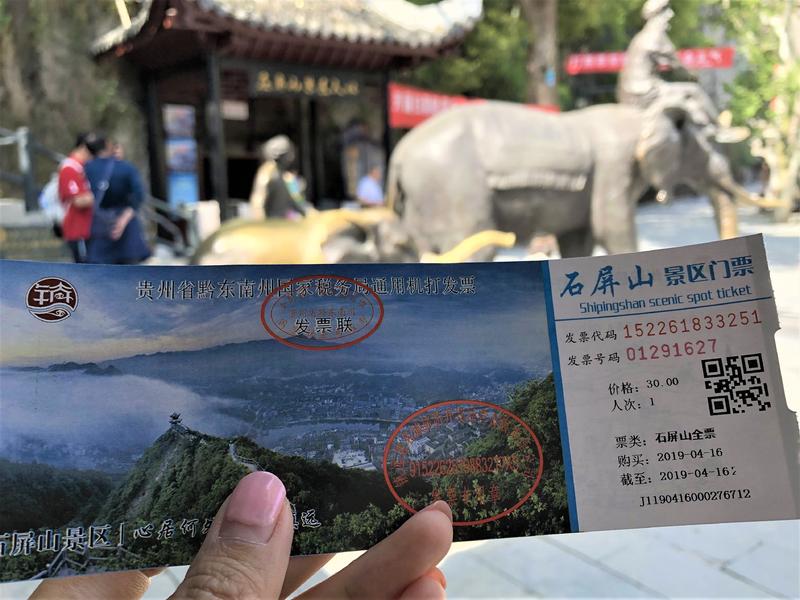 贵州省黔东南州国家税务局通用机打发票
发票联
石屏山 景区门票
Shipingshan scenic spot ticket
发票代码 152261833251
发票号码 01291627
价格: 30.00
人次: 1
票类: 石屏山全票
购买: 2019-04-16
截至: 2019-04-16
J1190416000276712
石屏山景区 | 心居何
远